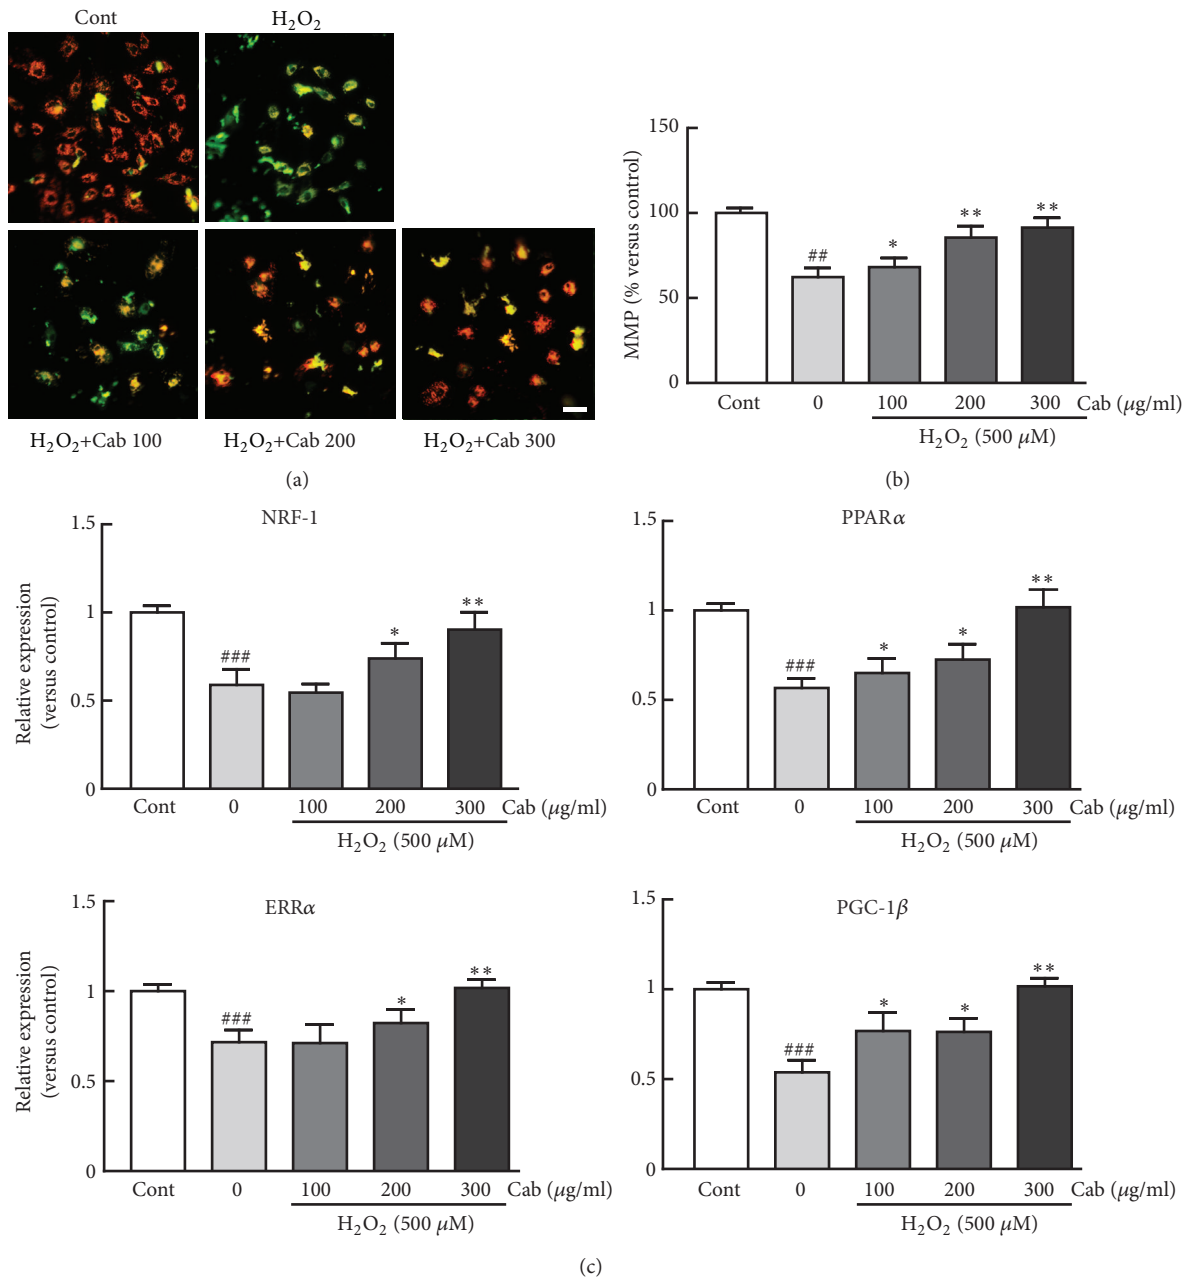 Cont
H₂O₂
H₂O₂+Cab 100
H₂O₂+Cab 200
H₂O₂+Cab 300
(a)
MMP (% versus control)
150
100
50
0
##
*
**
**
Cont
0
100
200
300
Cab (μg/ml)
H₂O₂ (500 μM)
(b)
NRF-1
Relative expression
(versus control)
1.5
1
0.5
0
###
*
**
Cont
0
100
200
300
Cab (μg/ml)
H₂O₂ (500 μM)
PPARα
1.5
1
0.5
0
###
*
*
**
Cont
0
100
200
300
Cab (μg/ml)
H₂O₂ (500 μM)
ERRα
Relative expression
(versus control)
1.5
1
0.5
0
###
*
**
Cont
0
100
200
300
Cab (μg/ml)
H₂O₂ (500 μM)
PGC-1β
1.5
1
0.5
0
###
*
*
**
Cont
0
100
200
300
Cab (μg/ml)
H₂O₂ (500 μM)
(c)